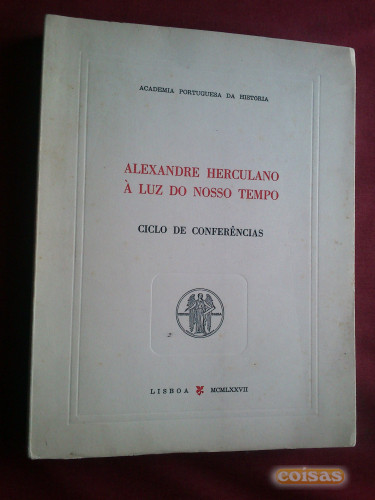 ACADEMIA PORTUGUESA DA HISTÓRIA
ALEXANDRE HERCULANO
À LUZ DO NOSSO TEMPO
CICLO DE CONFERÊNCIAS
LISBOA MCMLXXVII
coisas